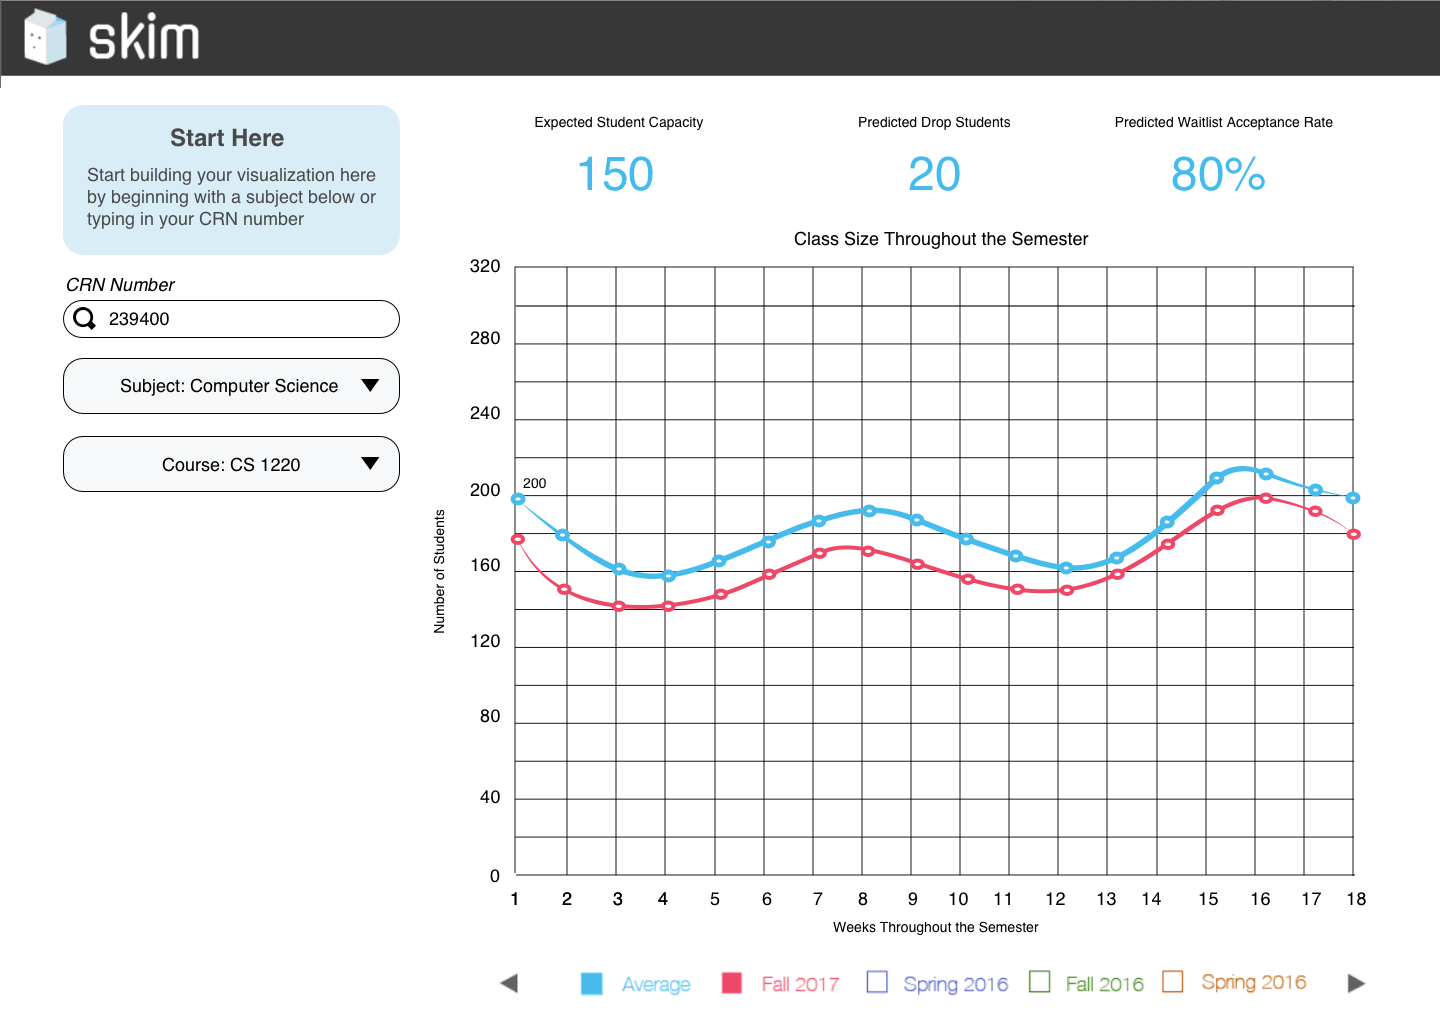 skim
Start Here
Start building your visualization here
by beginning with a subject below or
typing in your CRN number
CRN Number
239400
Subject: Computer Science
Course: CS 1220
Expected Student Capacity
150
Predicted Drop Students
20
Predicted Waitlist Acceptance Rate
80%
Class Size Throughout the Semester
320
280
240
200
160
120
80
40
0
Number of Students
200
1 2 3 4 5 6 7 8 9 10 11 12 13 14 15 16 17 18
Weeks Throughout the Semester
Average Fall 2017 Spring 2016 Fall 2016 Spring 2016